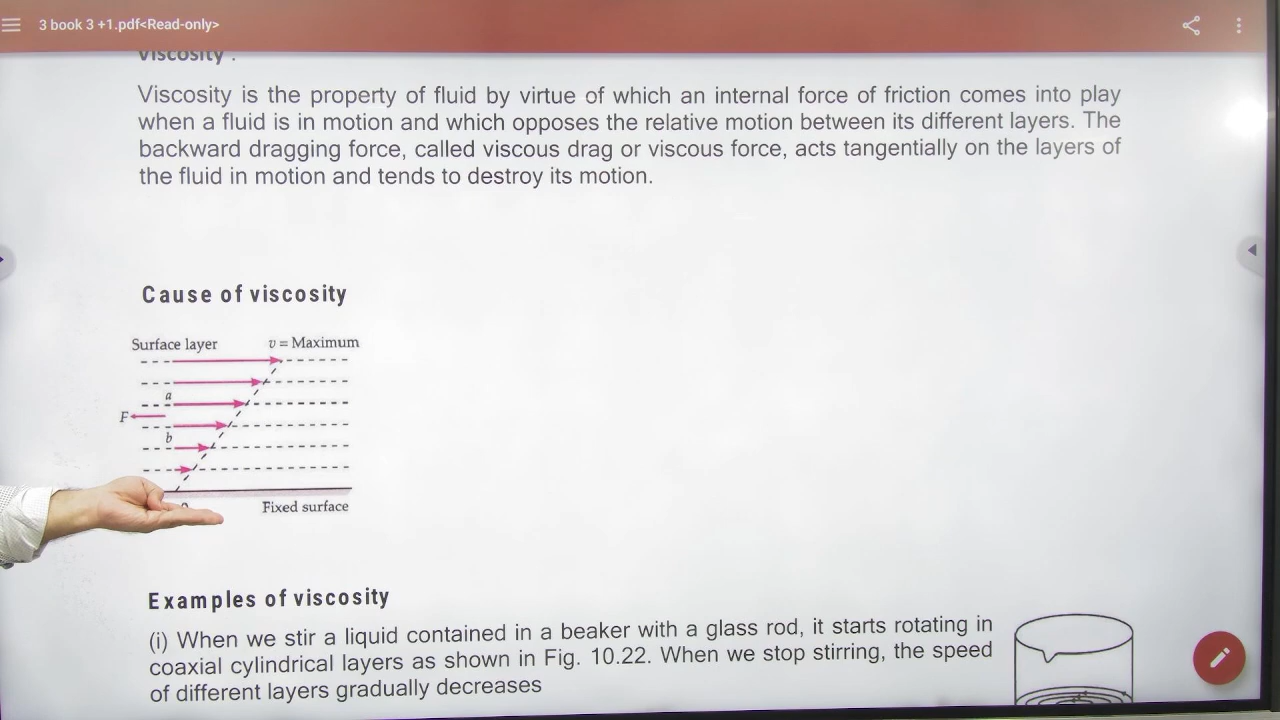 3 book 3 +1.pdf<Read-only>
Viscosity .
Viscosity is the property of fluid by virtue of which an internal force of friction comes into play
when a fluid is in motion and which opposes the relative motion between its different layers. The
backward dragging force, called viscous drag or viscous force, acts tangentially on the layers of
the fluid in motion and tends to destroy its motion.
Cause of viscosity
Surface layer v = Maximum
a
F
b
Fixed surface
Examples of viscosity
(i) When we stir a liquid contained in a beaker with a glass rod, it starts rotating in
coaxial cylindrical layers as shown in Fig. 10.22. When we stop stirring, the speed
of different layers gradually decreases